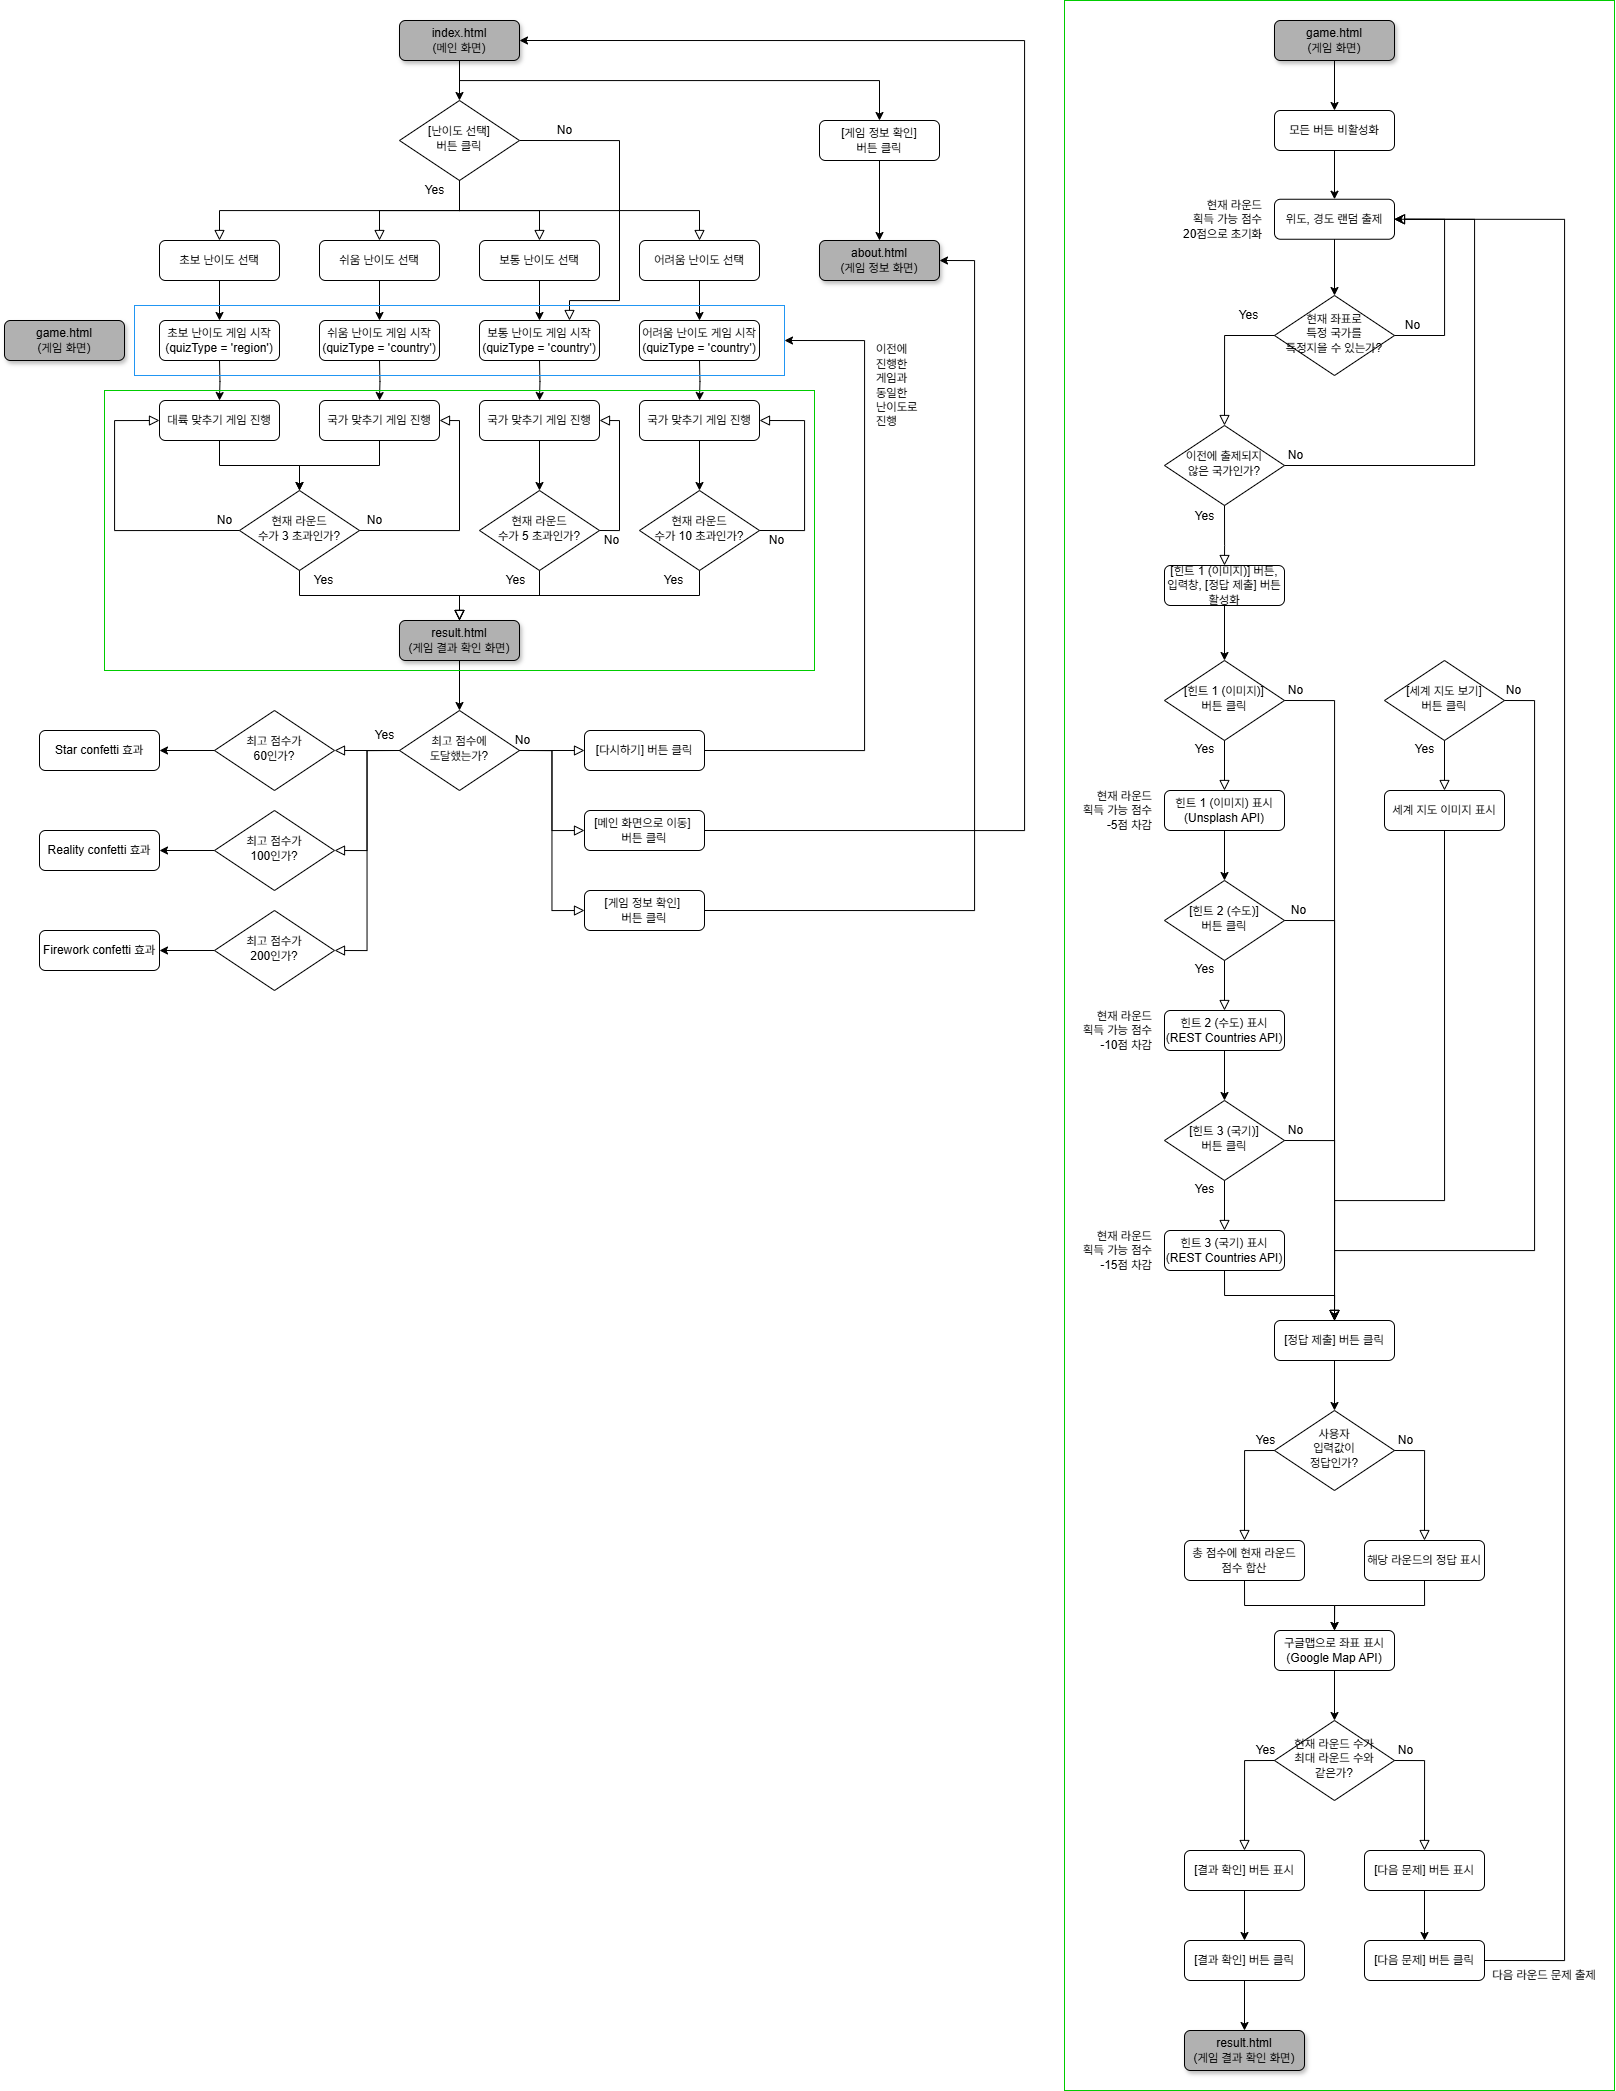 index.html
(메인 화면)
[난이도 선택]
버튼 클릭
No
Yes
[게임 정보 확인]
버튼 클릭
about.html
(게임 정보 화면)
초보 난이도 선택
쉬움 난이도 선택
보통 난이도 선택
어려움 난이도 선택
game.html
(게임 화면)
초보 난이도 게임 시작
(quizType = 'region')
쉬움 난이도 게임 시작
(quizType = 'country')
보통 난이도 게임 시작
(quizType = 'country')
어려움 난이도 게임 시작
(quizType = 'country')
이전에
진행한
게임과
동일한
난이도로
진행
대륙 맞추기 게임 진행
국가 맞추기 게임 진행
국가 맞추기 게임 진행
국가 맞추기 게임 진행
No
현재 라운드
수가 3 초과인가?
No
Yes
현재 라운드
수가 5 초과인가?
No
Yes
현재 라운드
수가 10 초과인가?
No
Yes
result.html
(게임 결과 확인 화면)
최고 점수에
도달했는가?
Yes
No
최고 점수가
60인가?
Star confetti 효과
최고 점수가
100인가?
Reality confetti 효과
최고 점수가
200인가?
Firework confetti 효과
[다시하기] 버튼 클릭
[메인 화면으로 이동]
버튼 클릭
[게임 정보 확인]
버튼 클릭
game.html
(게임 화면)
모든 버튼 비활성화
현재 라운드
획득 가능 점수
20점으로 초기화
위도, 경도 랜덤 출제
Yes
현재 좌표로
특정 국가를
특정지을 수 있는가?
No
이전에 출제되지
않은 국가인가?
No
Yes
[힌트 1 (이미지)] 버튼,
입력창, [정답 제출] 버튼
활성화
[힌트 1 (이미지)]
버튼 클릭
No
Yes
[세계 지도 보기]
버튼 클릭
No
Yes
현재 라운드
획득 가능 점수
-5점 차감
힌트 1 (이미지) 표시
(Unsplash API)
세계 지도 이미지 표시
[힌트 2 (수도)]
버튼 클릭
No
Yes
현재 라운드
획득 가능 점수
-10점 차감
힌트 2 (수도) 표시
(REST Countries API)
[힌트 3 (국기)]
버튼 클릭
No
Yes
현재 라운드
획득 가능 점수
-15점 차감
힌트 3 (국기) 표시
(REST Countries API)
[정답 제출] 버튼 클릭
Yes
사용자
입력값이
정답인가?
No
총 점수에 현재 라운드
점수 합산
해당 라운드의 정답 표시
구글맵으로 좌표 표시
(Google Map API)
Yes
현재 라운드 수가
최대 라운드 수와
같은가?
No
[결과 확인] 버튼 표시
[다음 문제] 버튼 표시
[결과 확인] 버튼 클릭
[다음 문제] 버튼 클릭
다음 라운드 문제 출제
result.html
(게임 결과 확인 화면)